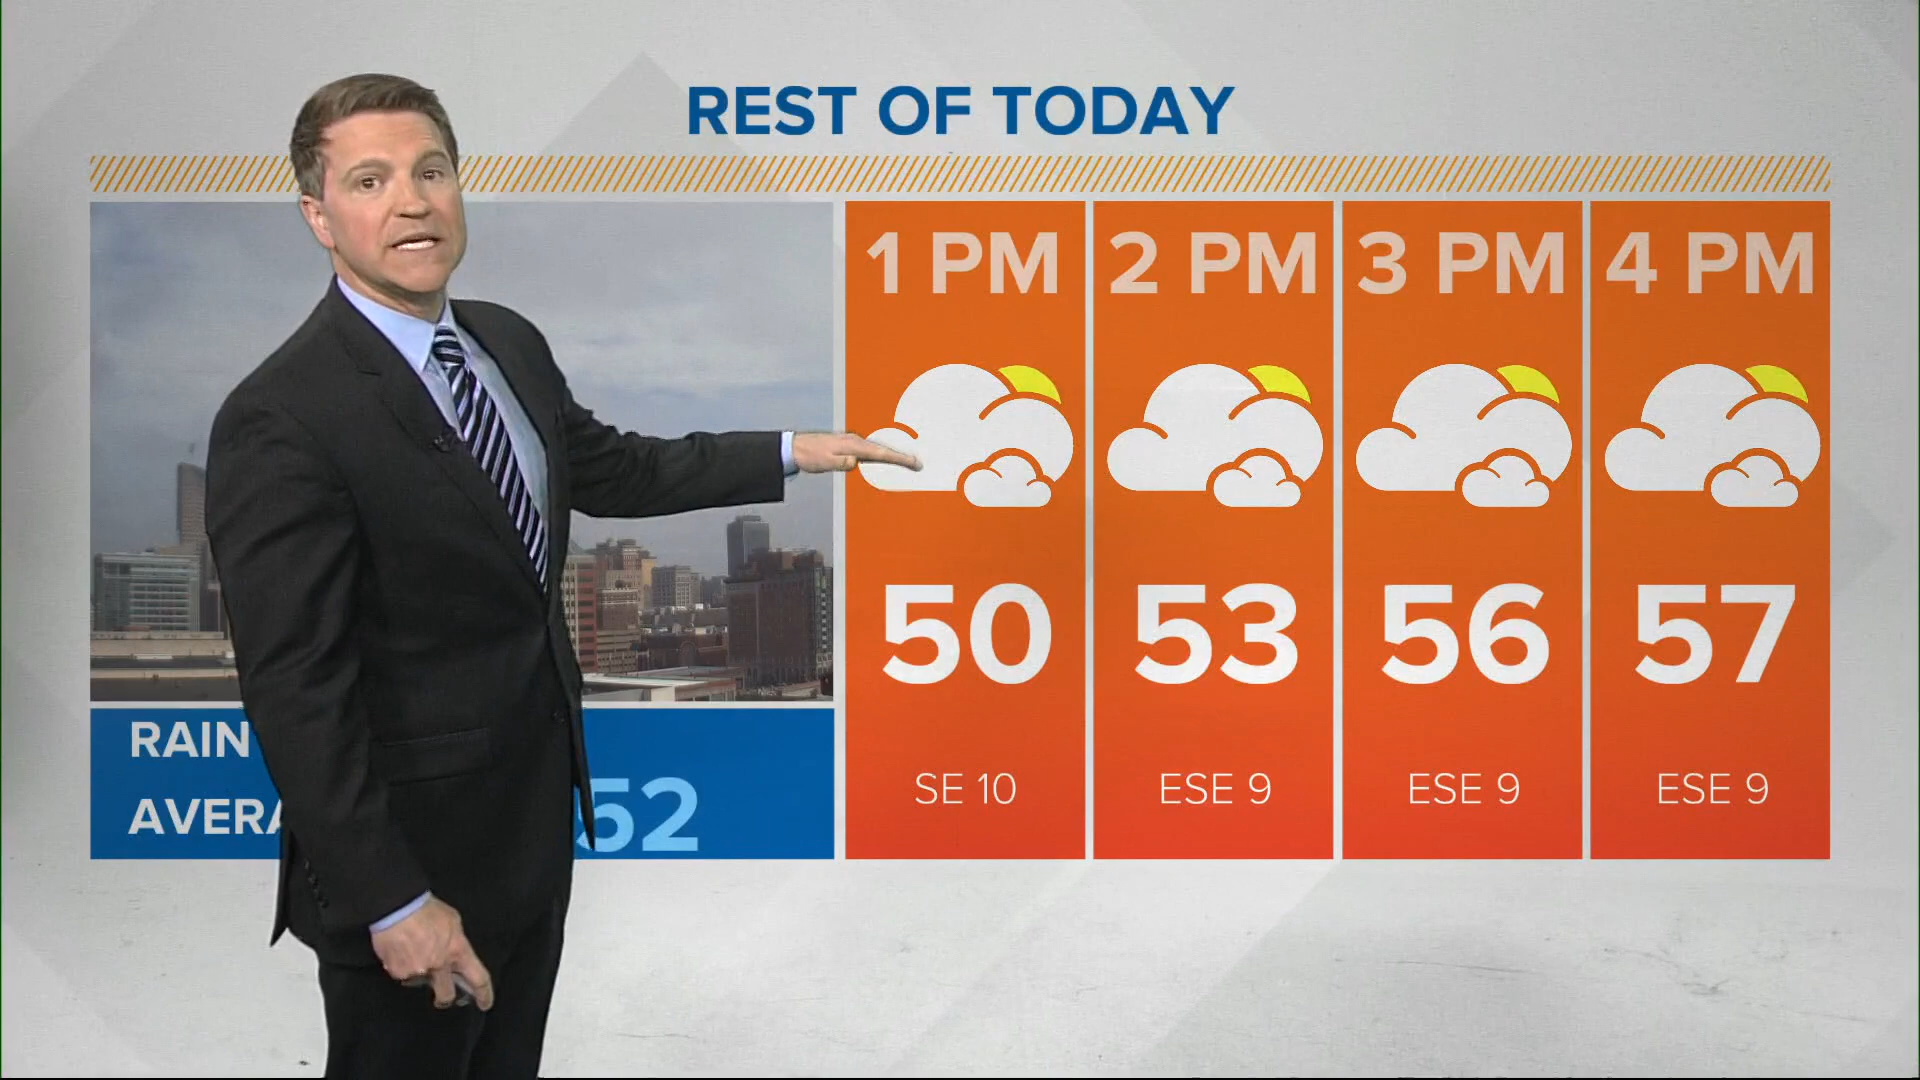 REST OF TODAY
1 PM 2 PM 3 PM 4 PM
50 53 56 57
SE 10 ESE 9 ESE 9 ESE 9
RAIN
52